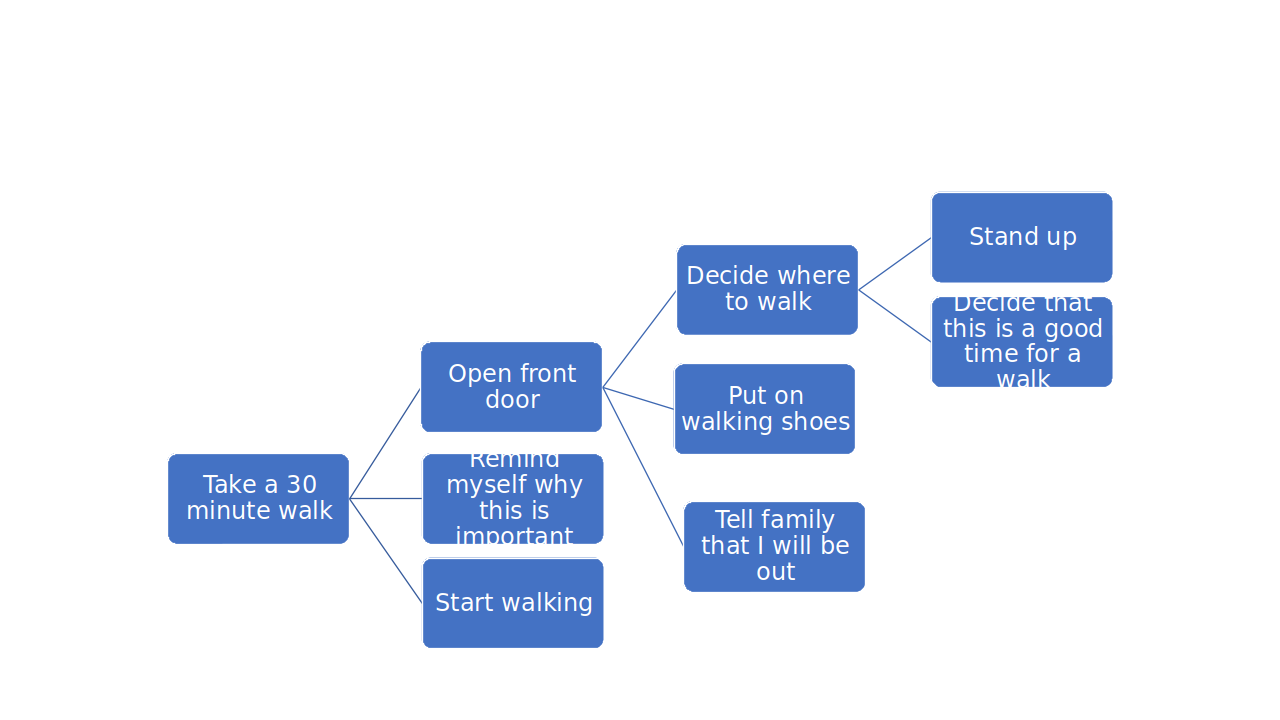 Take a 30
minute walk
Open front
door
Remind
myself why
this is
important
Start walking
Decide where
to walk
Put on
walking shoes
Tell family
that I will be
out
Stand up
Decide that
this is a good
time for a
walk